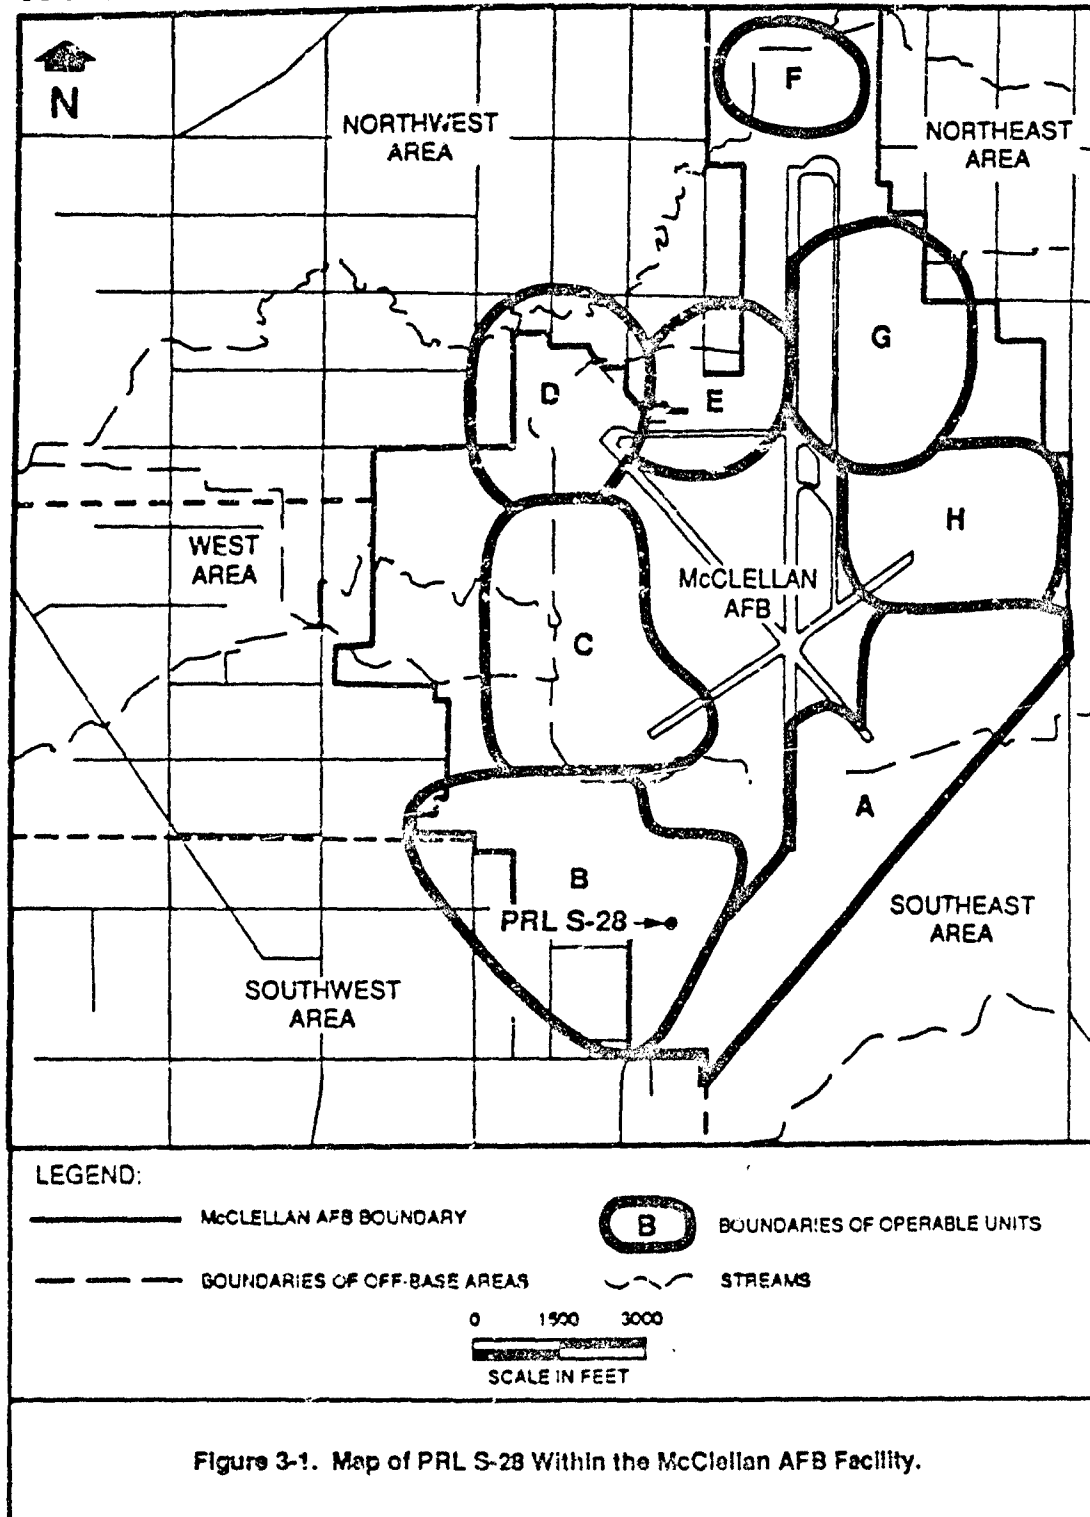 N
NORTHWEST
AREA
F
NORTHEAST
AREA
G
D
E
H
WEST
AREA
McCLELLAN
AFB
C
A
B
PRL S-28
SOUTHEAST
AREA
SOUTHWEST
AREA
LEGEND:
McCLELLAN AFB BOUNDARY
B
BOUNDARIES OF OPERABLE UNITS
BOUNDARIES OF OFF-BASE AREAS
STREAMS
0 1500 3000
SCALE IN FEET
Figure 3-1. Map of PRL S-28 Within the McClellan AFB Facility.